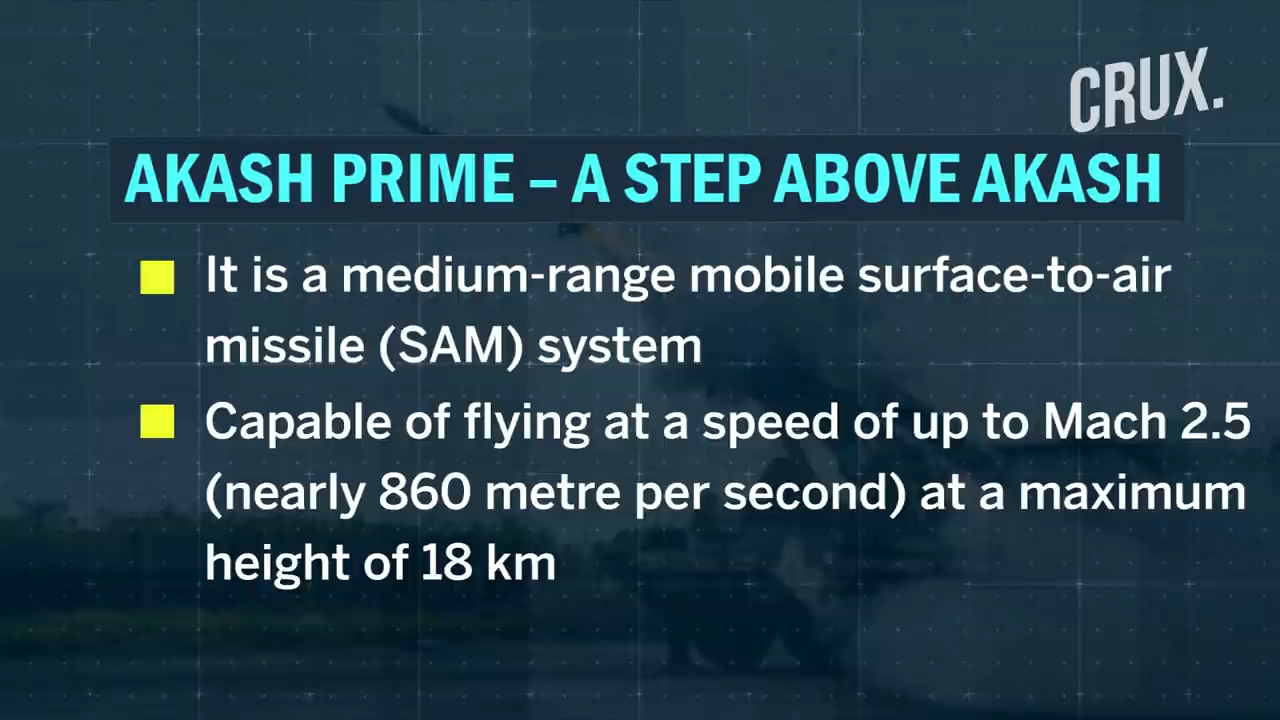 CRUX.
AKASH PRIME – A STEP ABOVE AKASH
It is a medium-range mobile surface-to-air
missile (SAM) system
Capable of flying at a speed of up to Mach 2.5
(nearly 860 metre per second) at a maximum
height of 18 km